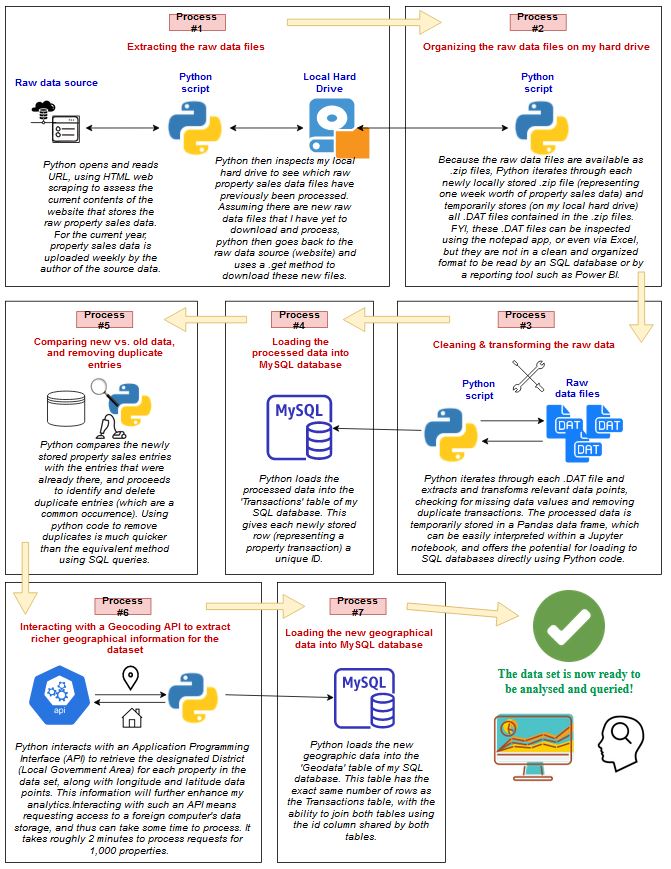 Process
#1
Extracting the raw data files
Raw data source
Python
script
Local Hard
Drive
Python opens and reads
URL, using HTML web
scraping to assess the
current contents of the
website that stores the
raw property sales data.
For the current year,
property sales data is
uploaded weekly by the
author of the source data.
Python then inspects my local
hard drive to see which raw
property sales data files have
previously been processed.
Assuming there are new raw
data files that I have yet to
download and process,
python then goes back to the
raw data source (website) and
uses a .get method to
download these new files.
Process
#2
Organizing the raw data files on my hard drive
Python
script
Because the raw data files are available as
.zip files, Python iterates through each
newly locally stored .zip file (representing
one week worth of property sales data) and
temporarily stores (on my local hard drive)
all .DAT files contained in the .zip files.
FYI, these .DAT files can be inspected
using the notepad app, or even via Excel,
but they are not in a clean and organized
format to be read by an SQL database or by
a reporting tool such as Power BI.
Process
#3
Cleaning & transforming the raw data
Python
script
Raw
data files
DAT
DAT
DAT
Python iterates through each .DAT file and
extracts and transforms relevant data points,
checking for missing data values and removing
duplicate transactions. The processed data is
temporarily stored in a Pandas data frame, which
can be easily interpreted within a Jupyter
notebook, and offers the potential for loading to
SQL databases directly using Python code.
Process
#4
Loading the
processed data into
MySQL database
MySQL
Python loads the
processed data into the
'Transactions' table of my
SQL database. This
gives each newly stored
row (representing a
property transaction) a
unique ID.
Process
#5
Comparing new vs. old data,
and removing duplicate
entries
Python compares the newly
stored property sales entries
with the entries that were
already there, and proceeds
to identify and delete
duplicate entries (which are a
common occurrence). Using
python code to remove
duplicates is much quicker
than the equivalent method
using SQL queries.
Process
#6
Interacting with a Geocoding API to extract
richer geographical information for the
dataset
api
Python interacts with an Application Programming
Interface (API) to retrieve the designated District
(Local Government Area) for each property in the
data set, along with longitude and latitude data
points. This information will further enhance my
analytics.Interacting with such an API means
requesting access to a foreign computer's data
storage, and thus can take some time to process. It
takes roughly 2 minutes to process requests for
1,000 properties.
Process
#7
Loading the new geographical
data into MySQL database
MySQL
Python loads the new
geographic data into the
'Geodata' table of my SQL
database. This table has the
exact same number of rows as
the Transactions table, with the
ability to join both tables using
the id column shared by both
tables.
The data set is now ready to
be analysed and queried!